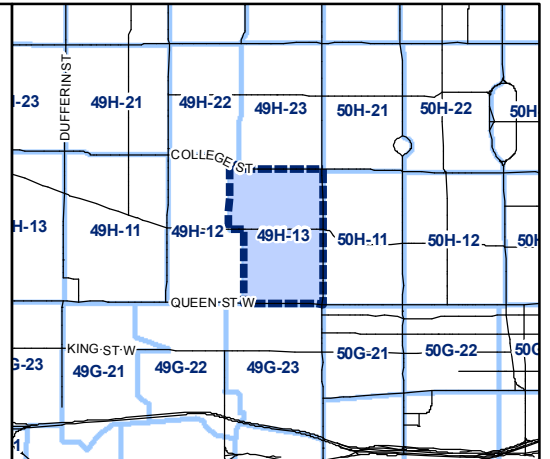 I-23
DUFFERIN ST
49H-21
49H-22
49H-23
50H-21
50H-22
50H
COLLEGE ST
H-13
49H-11
49H-12
49H-13
50H-11
50H-12
50H
QUEEN ST W
KING ST W
G-23
49G-21
49G-22
49G-23
50G-21
50G-22
50G
1